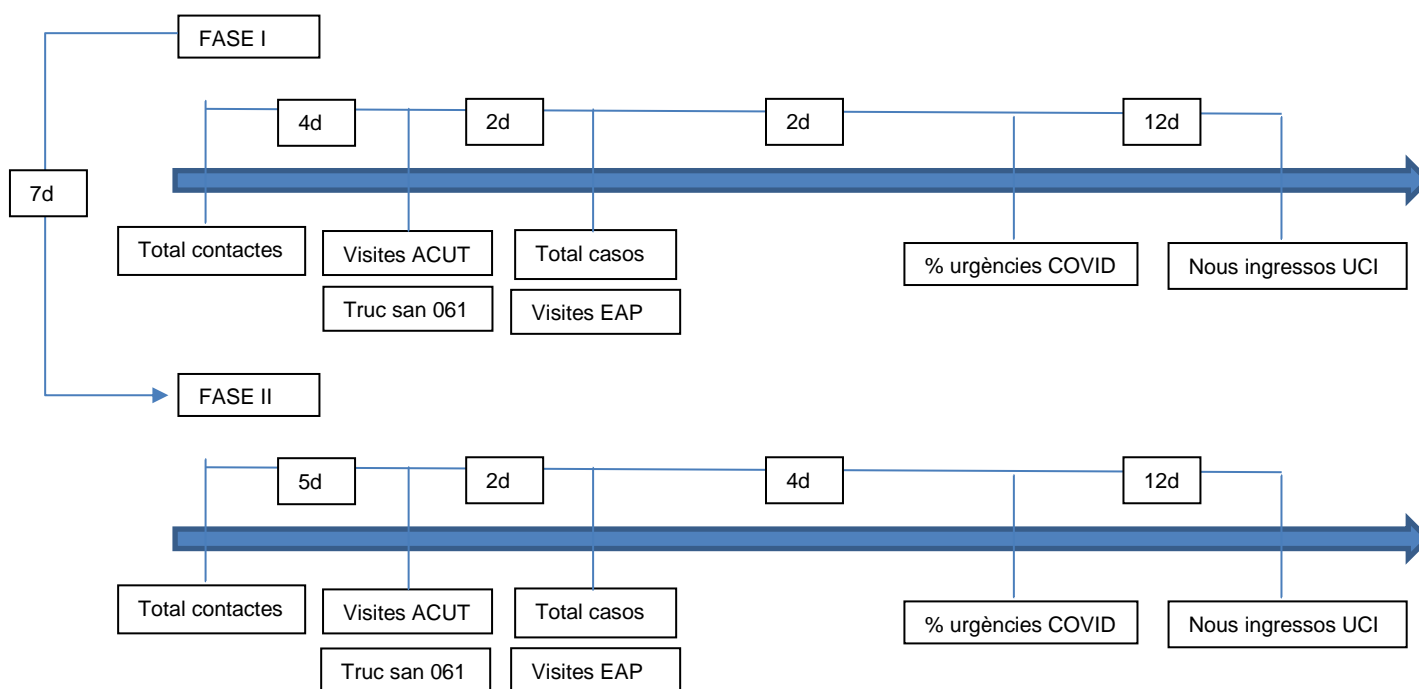 FASE I
4d
2d
2d
12d
7d
Total contactes
Visites ACUT
Total casos
% urgències COVID
Nous ingressos UCI
Truc san 061
Visites EAP
FASE II
5d
2d
4d
12d
Total contactes
Visites ACUT
Total casos
% urgències COVID
Nous ingressos UCI
Truc san 061
Visites EAP